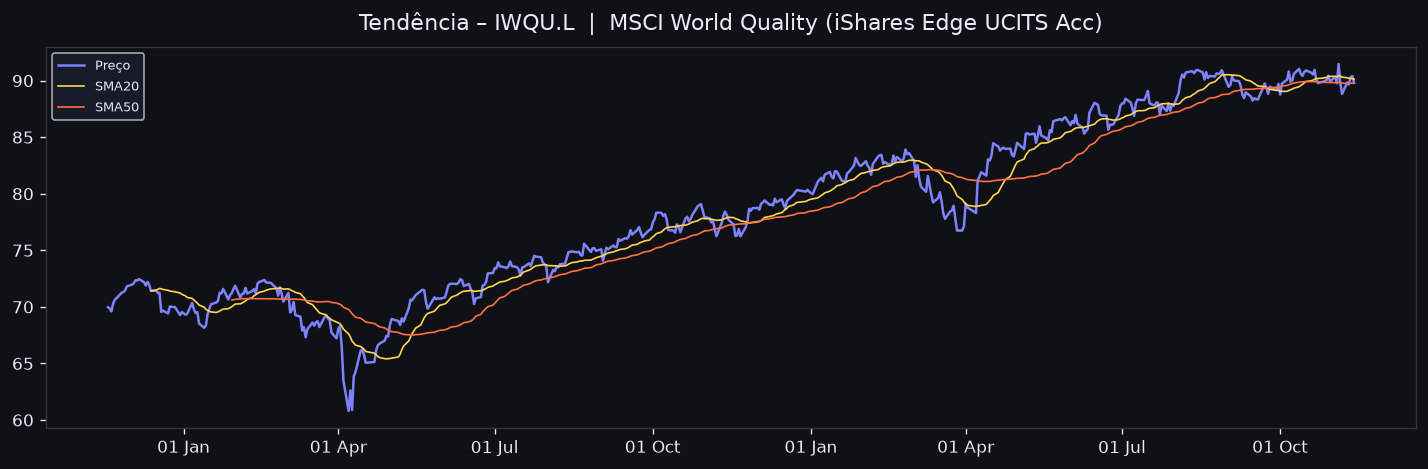 Tendência – IWQU.L | MSCI World Quality (iShares Edge UCITS Acc)
Preço
SMA20
SMA50
90
85
80
75
70
65
60
01 Jan
01 Apr
01 Jul
01 Oct
01 Jan
01 Apr
01 Jul
01 Oct